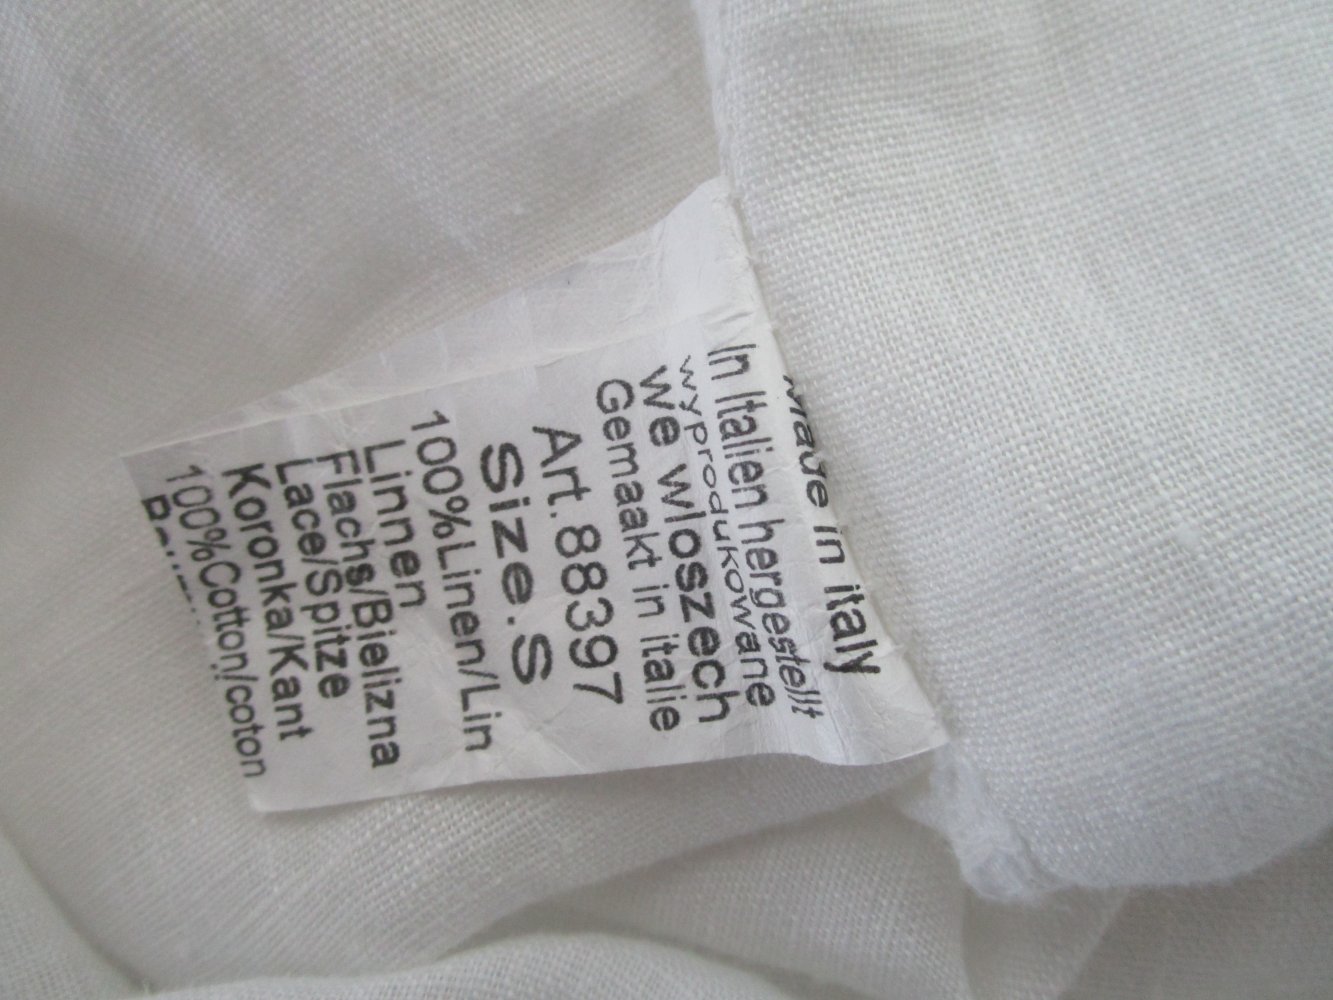 Made in italy
In Italien hergestellt
wyprodukowane
we wloszech
Gemaakt in italie
Art.88397
Size.S
100%Linen/Lin
Linnen
Flachs/Bielizna
Lace/Spitze
Koronka/Kant
100%Cotton/coton